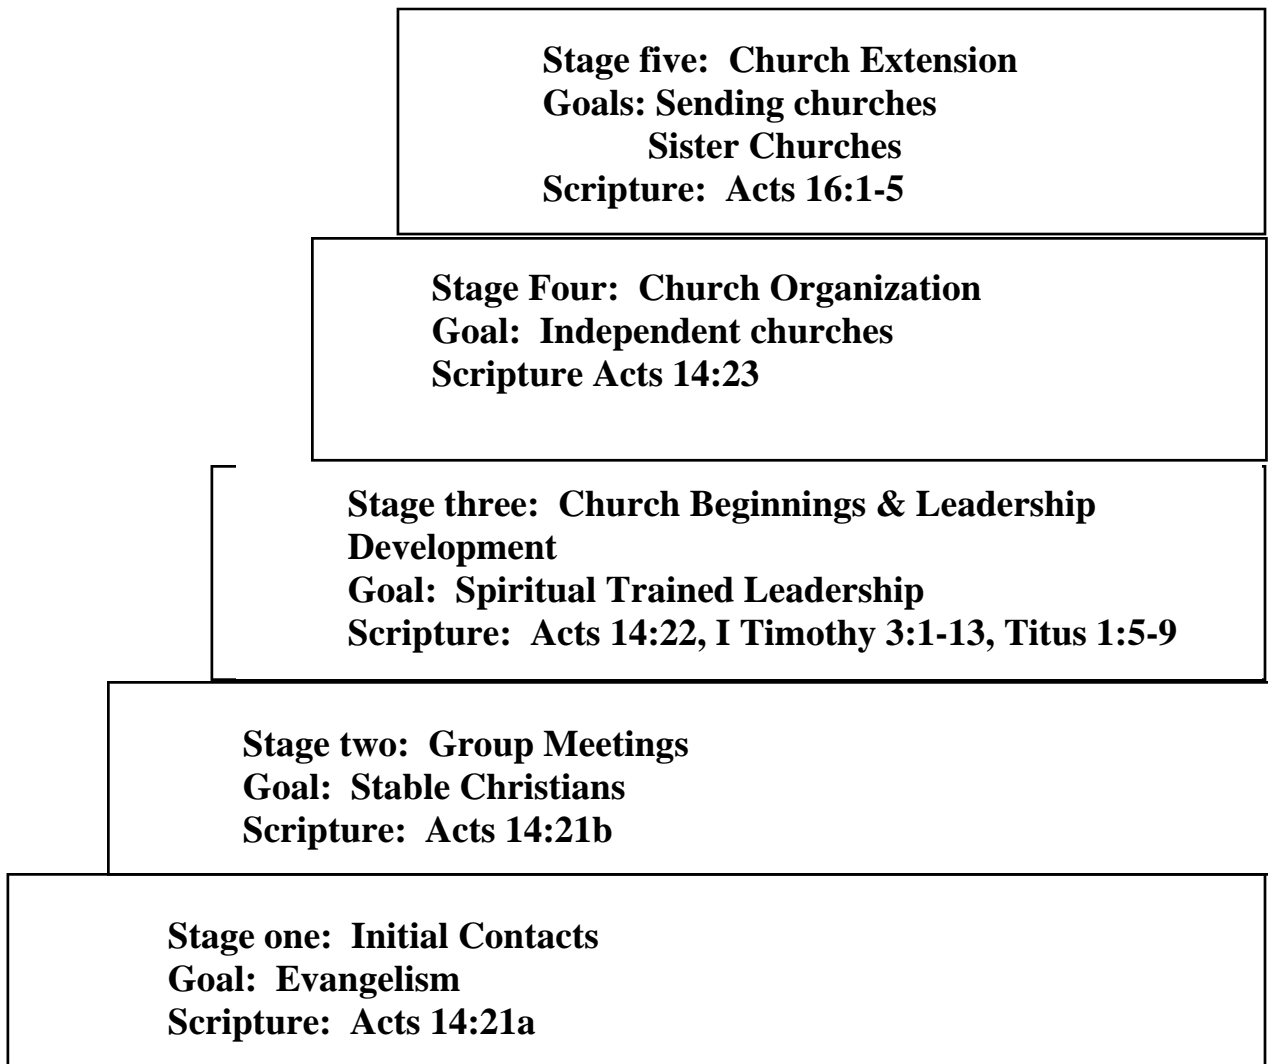 Stage five:  Church Extension
Goals: Sending churches
Sister Churches
Scripture:  Acts 16:1-5
Stage Four:  Church Organization
Goal:  Independent churches
Scripture Acts 14:23
Stage three:  Church Beginnings & Leadership
Development
Goal:  Spiritual Trained Leadership
Scripture:  Acts 14:22, I Timothy 3:1-13, Titus 1:5-9
Stage two:  Group Meetings
Goal:  Stable Christians
Scripture:  Acts 14:21b
Stage one:  Initial Contacts
Goal:  Evangelism
Scripture:  Acts 14:21a